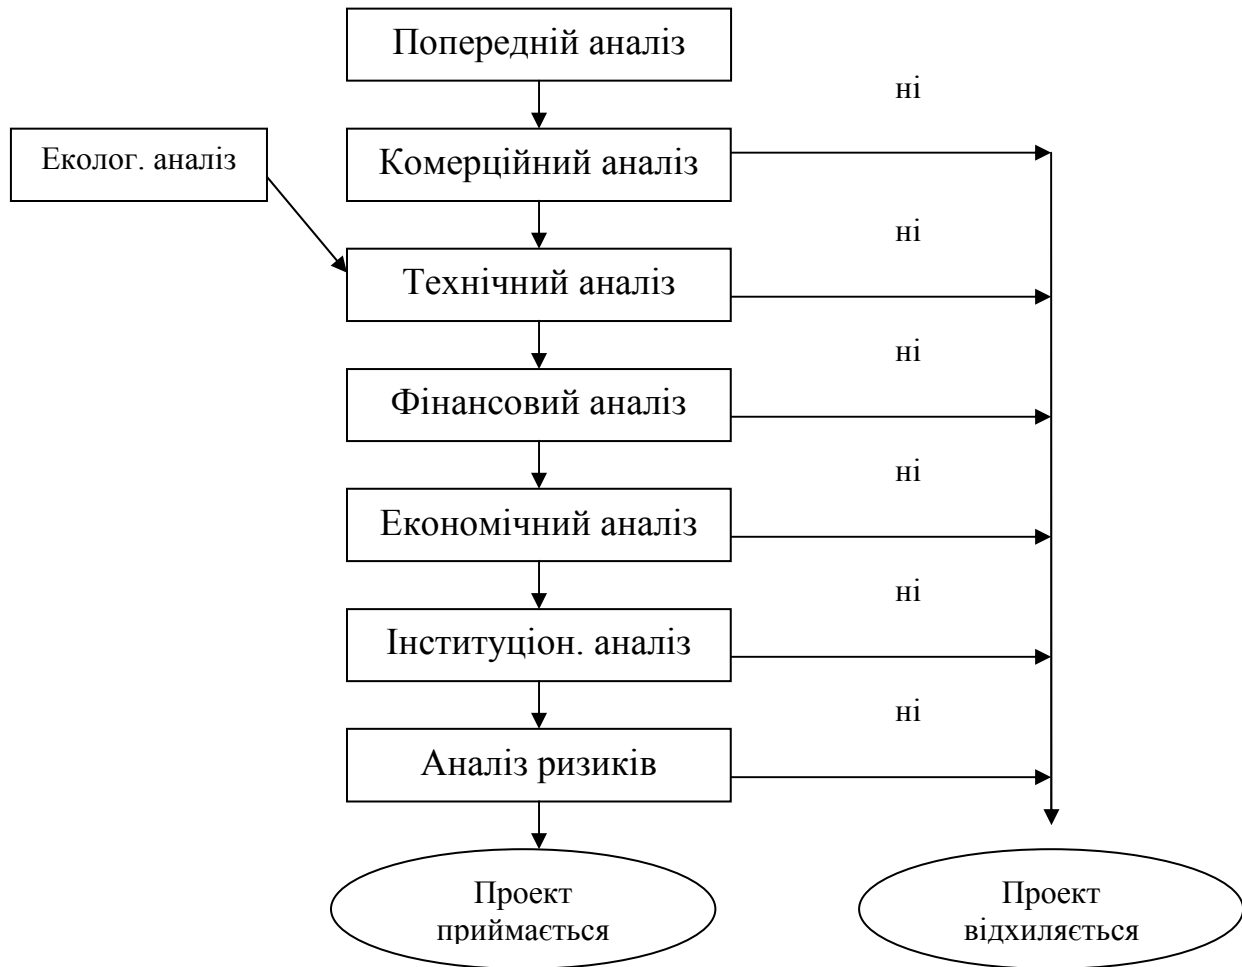 Попередній аналіз
ні
Еколог. аналіз
Комерційний аналіз
ні
Технічний аналіз
ні
Фінансовий аналіз
ні
Економічний аналіз
ні
Інституціон. аналіз
ні
Аналіз ризиків
Проект
приймається
Проект
відхиляється